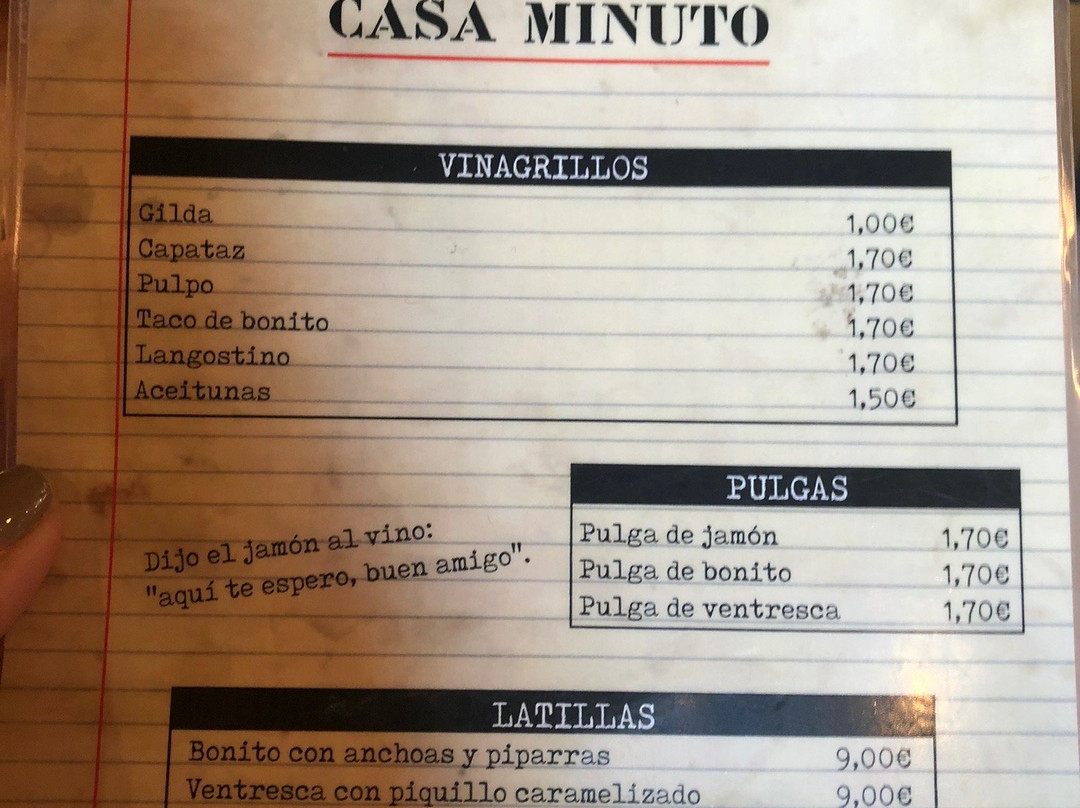 CASA MINUTO
VINAGRILLOS
Gilda 1,00€
Capataz 1,70€
Pulpo 1,70€
Taco de bonito 1,70€
Langostino 1,70€
Aceitunas 1,50€
PULGAS
Pulga de jamón 1,70€
Pulga de bonito 1,70€
Pulga de ventresca 1,70€
Dijo el jamón al vino:
"aquí te espero, buen amigo".
LATILLAS
Bonito con anchoas y piparras 9,00€
Ventresca con piquillo caramelizado 9,00€